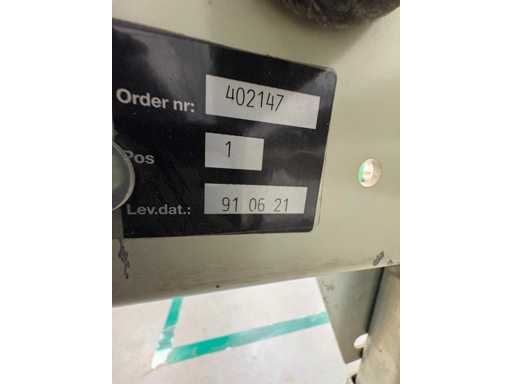 Order nr: 402147
Pos 1
Lev.dat.: 91 06 21